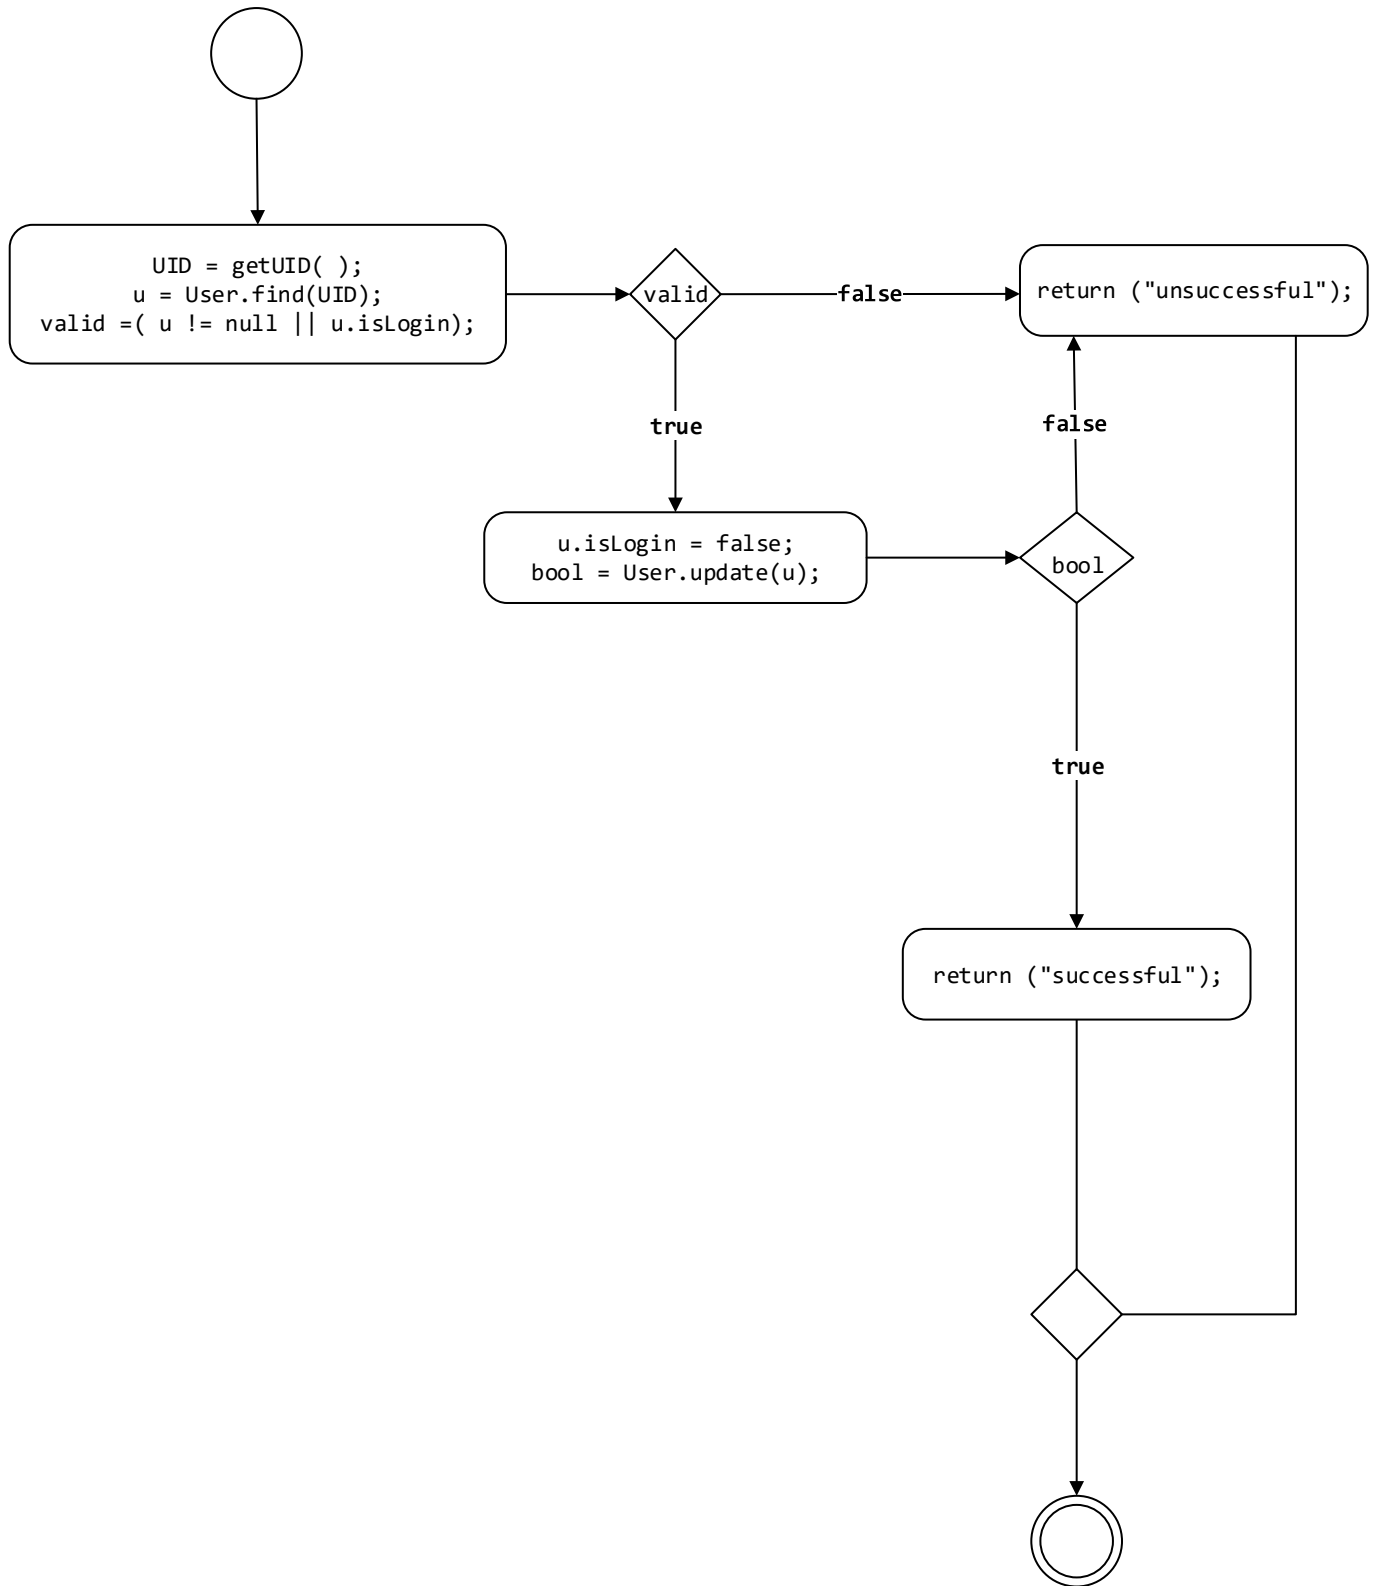 UID = getUID( );
u = User.find(UID);
valid =( u != null || u.isLogin);
valid
false
return ("unsuccessful");
true
false
u.isLogin = false;
bool = User.update(u);
bool
true
return ("successful");